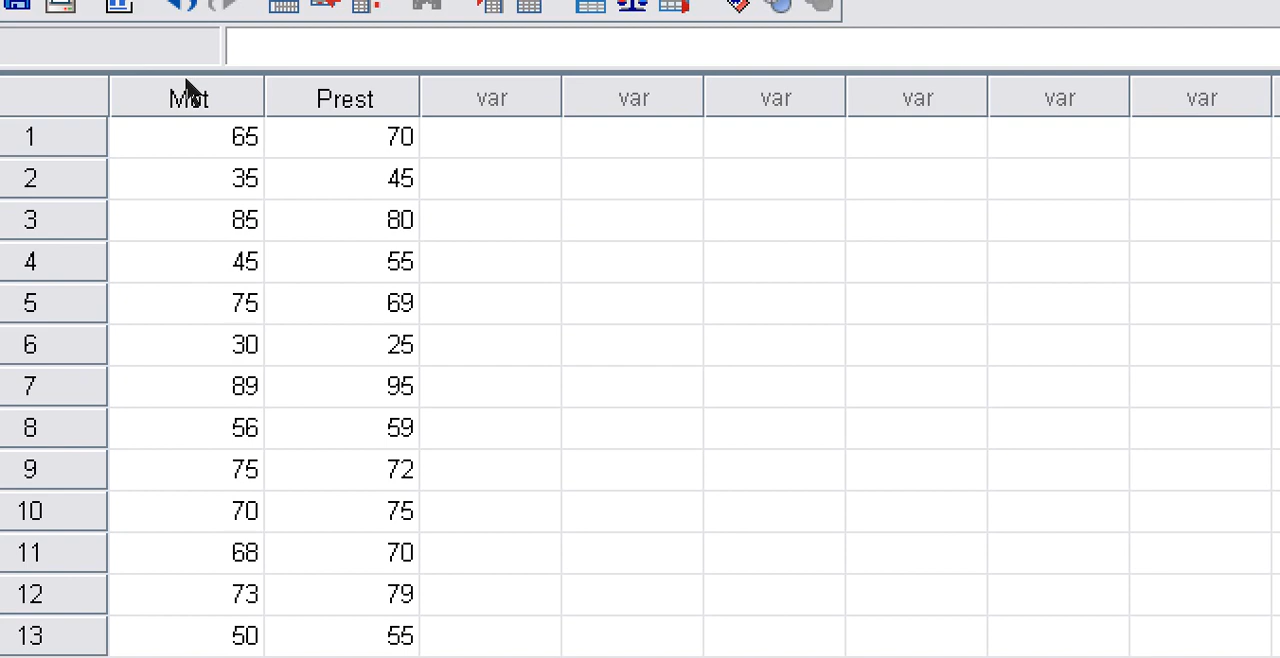 Mot Prest var var var var var var
1 65 70
2 35 45
3 85 80
4 45 55
5 75 69
6 30 25
7 89 95
8 56 59
9 75 72
10 70 75
11 68 70
12 73 79
13 50 55